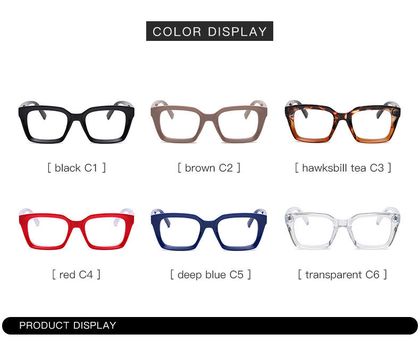 COLOR DISPLAY
[ black C1 ]
[ brown C2 ]
[ hawksbill tea C3 ]
[ red C4 ]
[ deep blue C5 ]
[ transparent C6 ]
PRODUCT DISPLAY